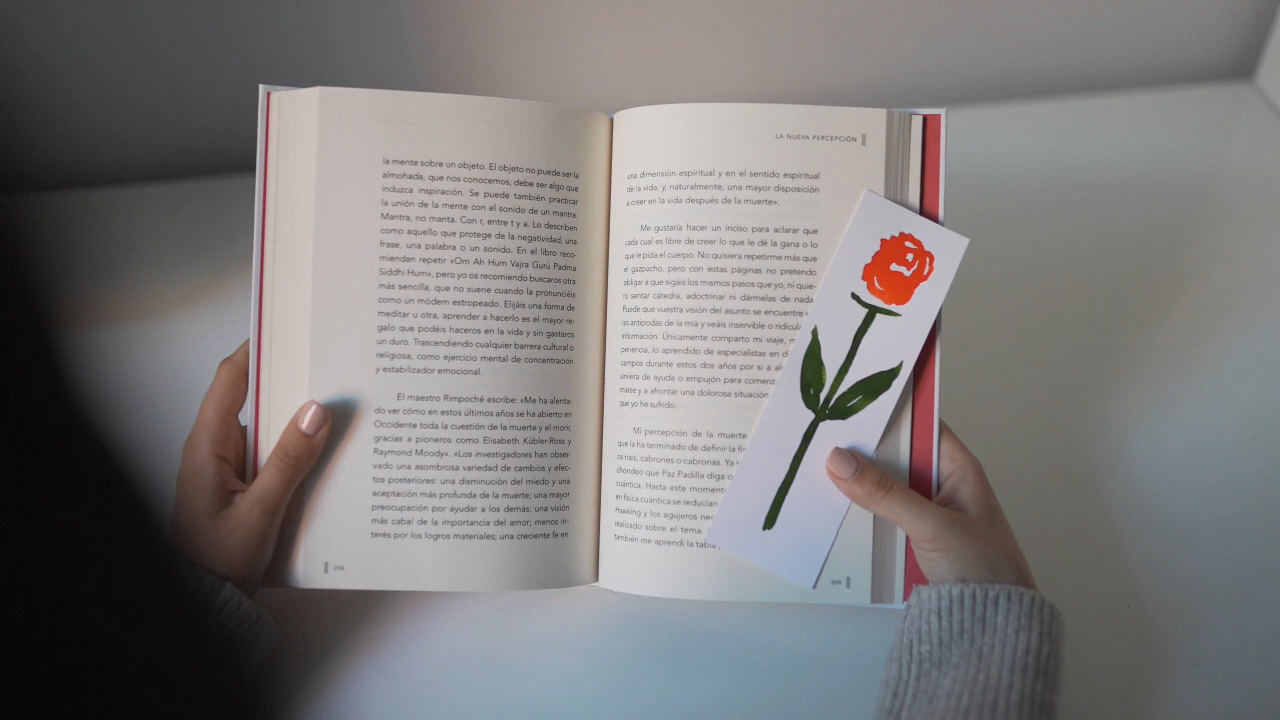 la mente sobre un objeto. El objeto no puede ser la
almohada, que nos conocemos, debe ser algo que
induzca inspiración. Se puede también practicar
la unión de la mente con el sonido de un mantra.
Mantra, no manta. Con r, entre t y a. Lo describen
como aquello que protege de la negatividad, una
frase, una palabra o un sonido. En el libro reco-
miendan repetir «Om Ah Hum Vajra Gurú Padma
Siddhi Hum», pero yo os recomiendo buscaros otra
más sencilla, que no suene cuando la pronunciéis
como un módem estropeado. Elijáis una forma de
meditar u otra, aprender a hacerlo es el mayor re-
galo que podéis haceros en la vida y sin gastaros
un duro. Trascendiendo cualquier barrera cultural o
religiosa, como ejercicio mental de concentración
y estabilizador emocional.
El maestro Rimpoché escribe: «Me ha alenta-
do ver cómo en estos últimos años se ha abierto en
Occidente toda la cuestión de la muerte y el morir,
gracias a pioneros como Elisabeth Kübler-Ross y
Raymond Moody». «Los investigadores han obser-
vado una asombrosa variedad de cambios y efec-
tos posteriores: una disminución del miedo y una
aceptación más profunda de la muerte; una mayor
preocupación por ayudar a los demás; una visión
más cabal de la importancia del amor; menos in-
terés por los logros materiales; una creciente fe en
208
LA NUEVA PERCEPCIÓN
una dimensión espiritual y en el sentido espiritual
de la vida, y, naturalmente, una mayor disposición
a creer en la vida después de la muerte».
Me gustaría hacer un inciso para aclarar que
cada cual es libre de creer lo que le dé la gana o lo
que le pida el cuerpo. No quisiera repetirme más que
el gazpacho, pero con estas páginas no pretendo
obligar a que sigáis los mismos pasos que yo, ni quie-
ro sentar cátedra, adoctrinar ni dármelas de nada.
Puede que vuestra visión del asunto se encuentre
las antípodas de la mía y veáis inservible o
información. Únicamente comparto mi viaje,
periencia, lo aprendido de especialistas en
campos durante estos dos años por si a
sirviera de ayuda o empujón para
marse y a afrontar una dolorosa situación
que yo he sufrido.
Mi percepción de la muerte
que la ha terminado de definir la
os riais, cabrones o cabronas. Ya
chondeo que Paz Padilla diga
cuántica. Hasta este
en física cuántica se reducían
Hawking y los agujeros
realizado sobre el tema.
también me aprendí la
209